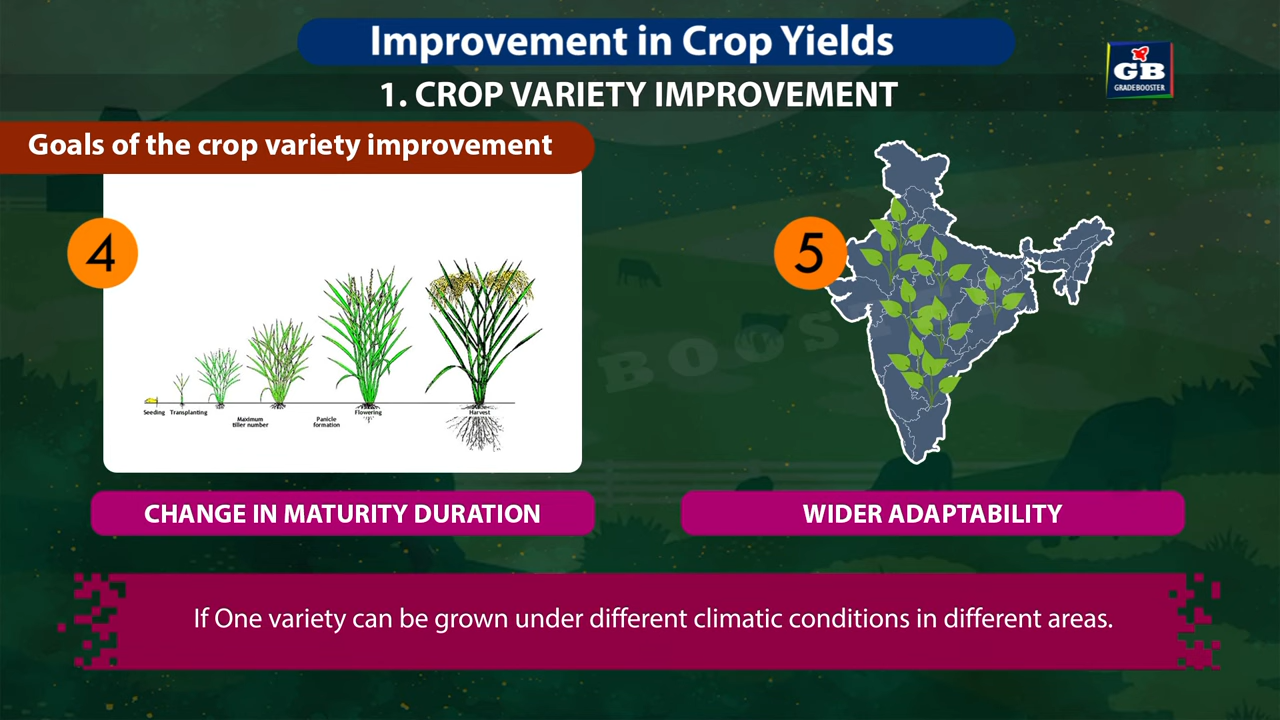 Improvement in Crop Yields
1. CROP VARIETY IMPROVEMENT
GB
GRADEBOOSTER
Goals of the crop variety improvement
4
5
BOOS
Seeding
Transplanting
Maximum
tiller number
Panicle
formation
Flowering
Harvest
CHANGE IN MATURITY DURATION
WIDER ADAPTABILITY
If One variety can be grown under different climatic conditions in different areas.